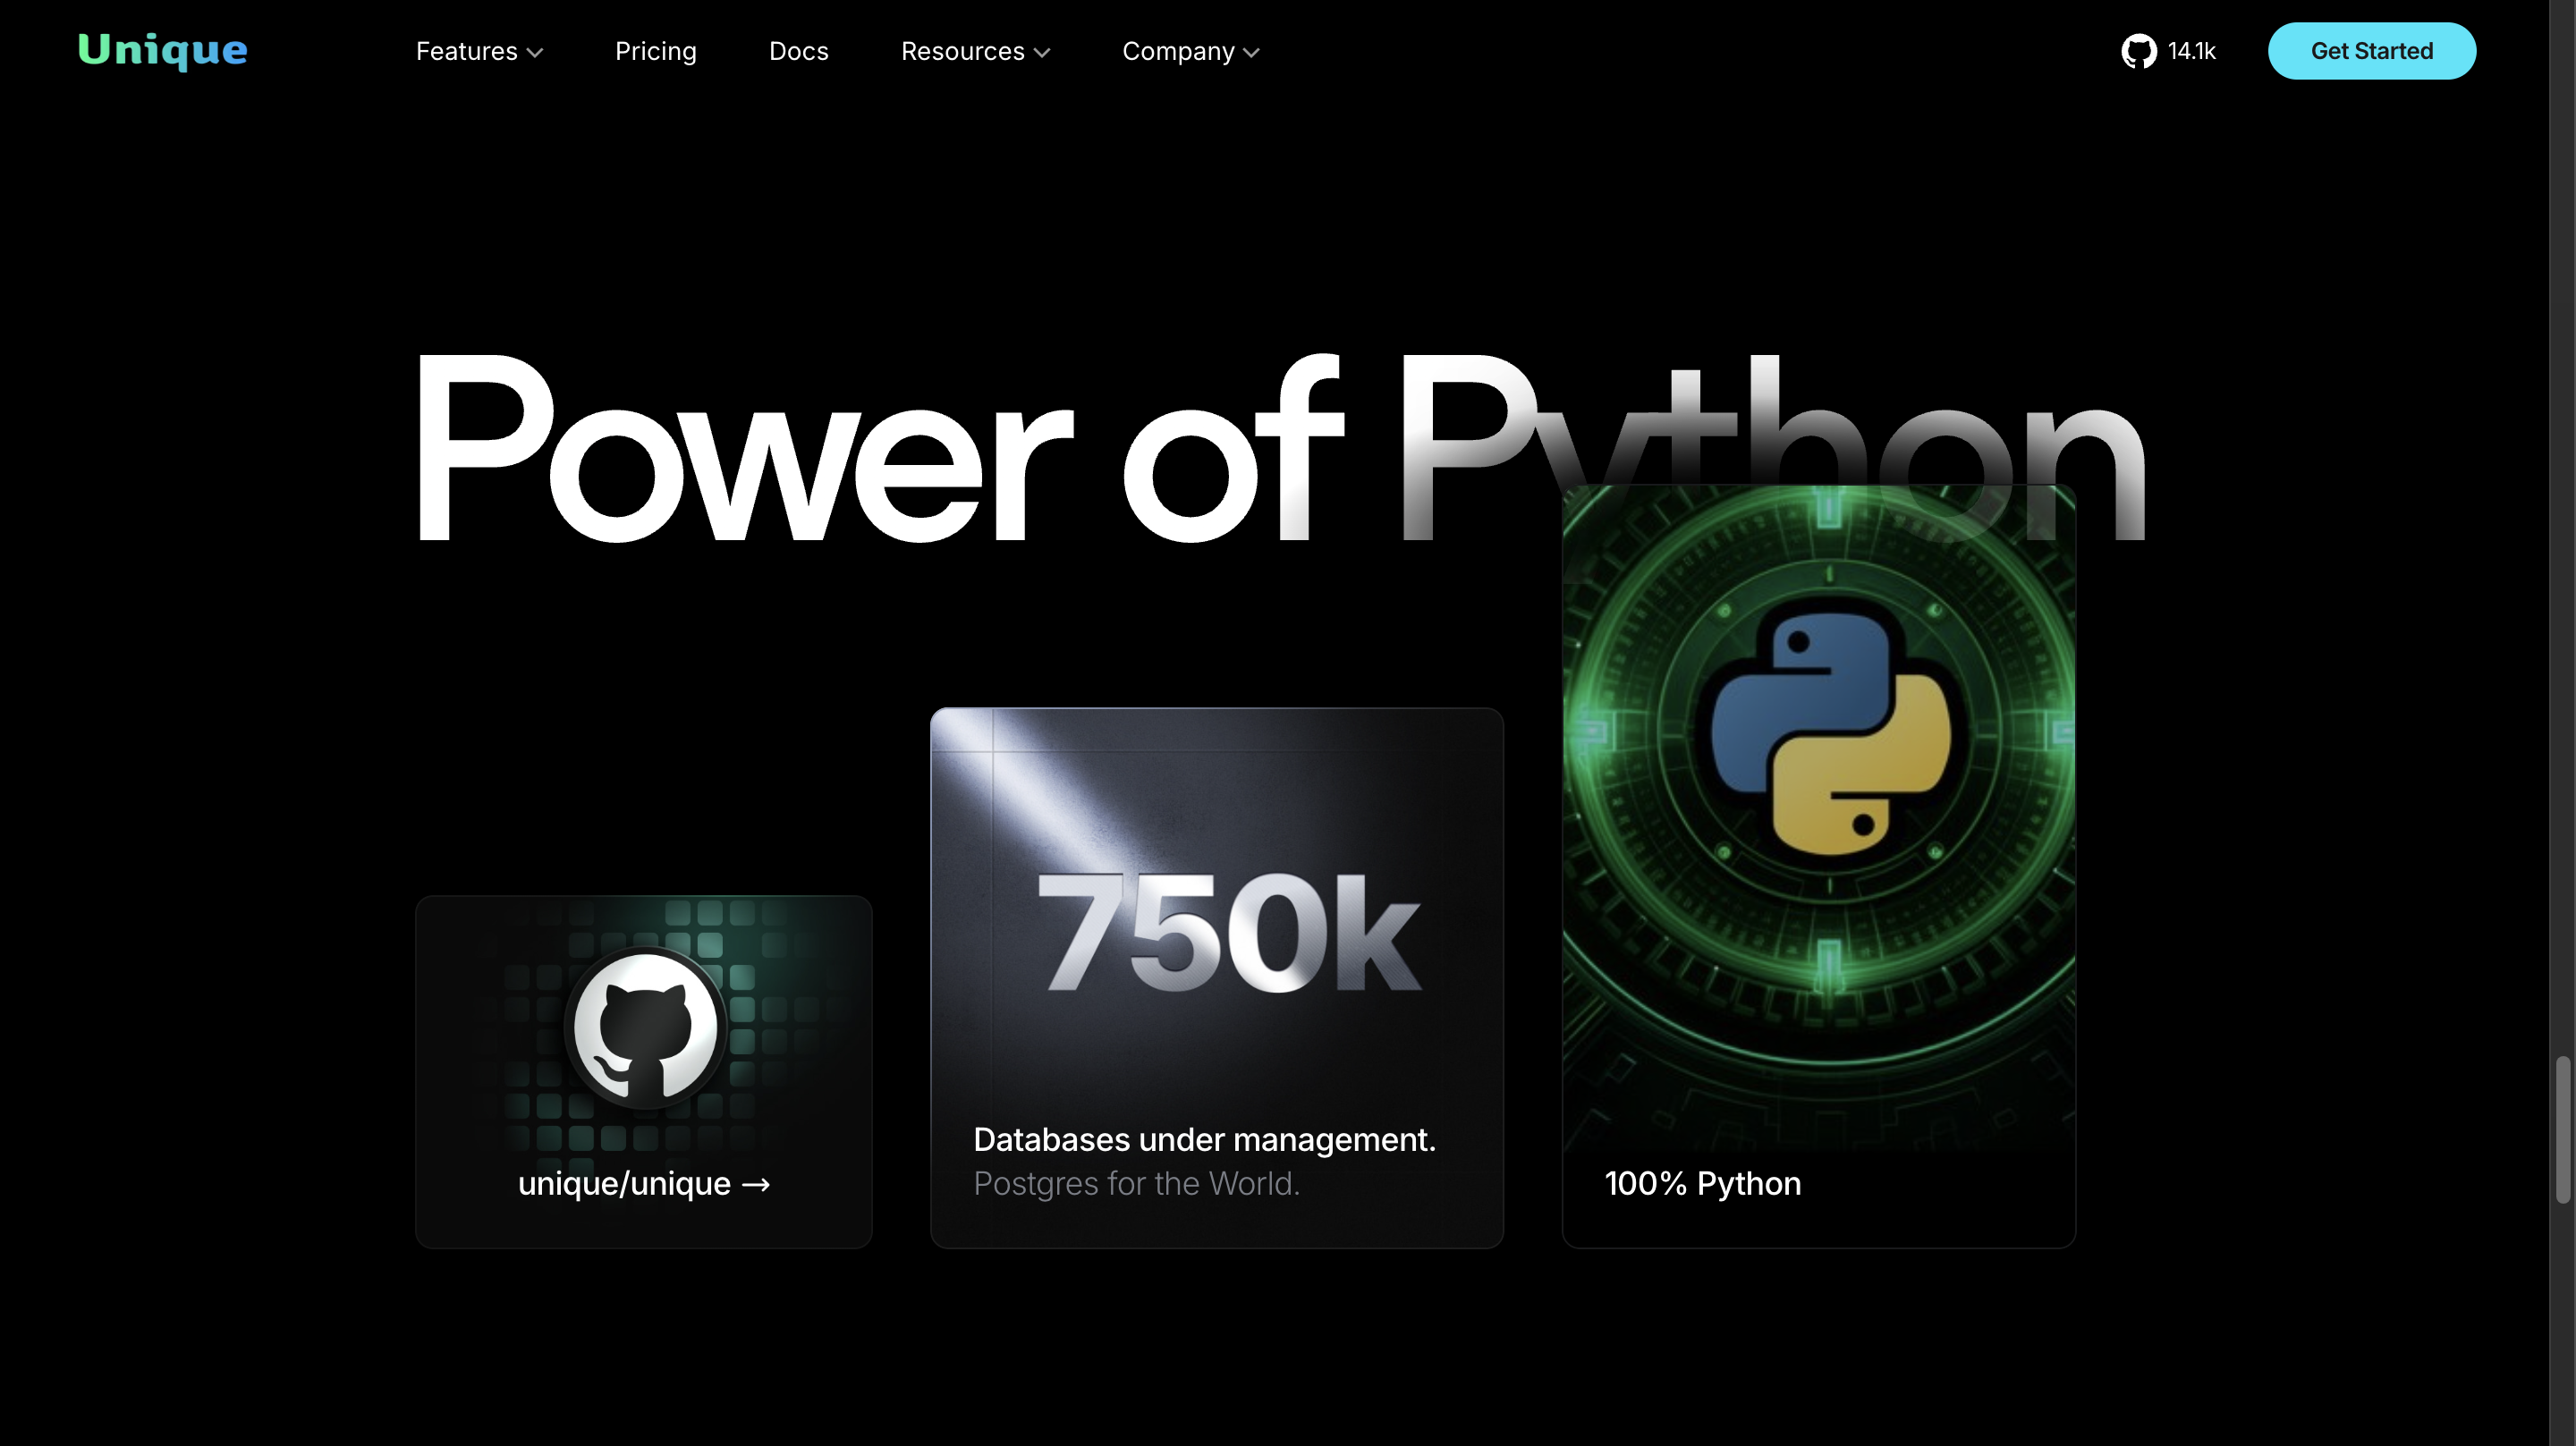 Unique
Features
Pricing
Docs
Resources
Company
14.1k
Get Started
Power of Python
750k
Databases under management.
Postgres for the World.
unique/unique →
100% Python